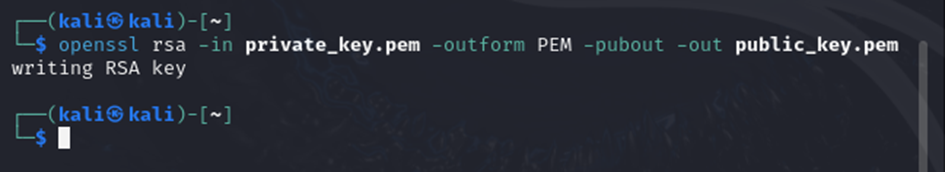 ┌──(kali㉿kali)-[~]
└─$ openssl rsa -in private_key.pem -outform PEM -pubout -out public_key.pem
writing RSA key
┌──(kali㉿kali)-[~]
└─$